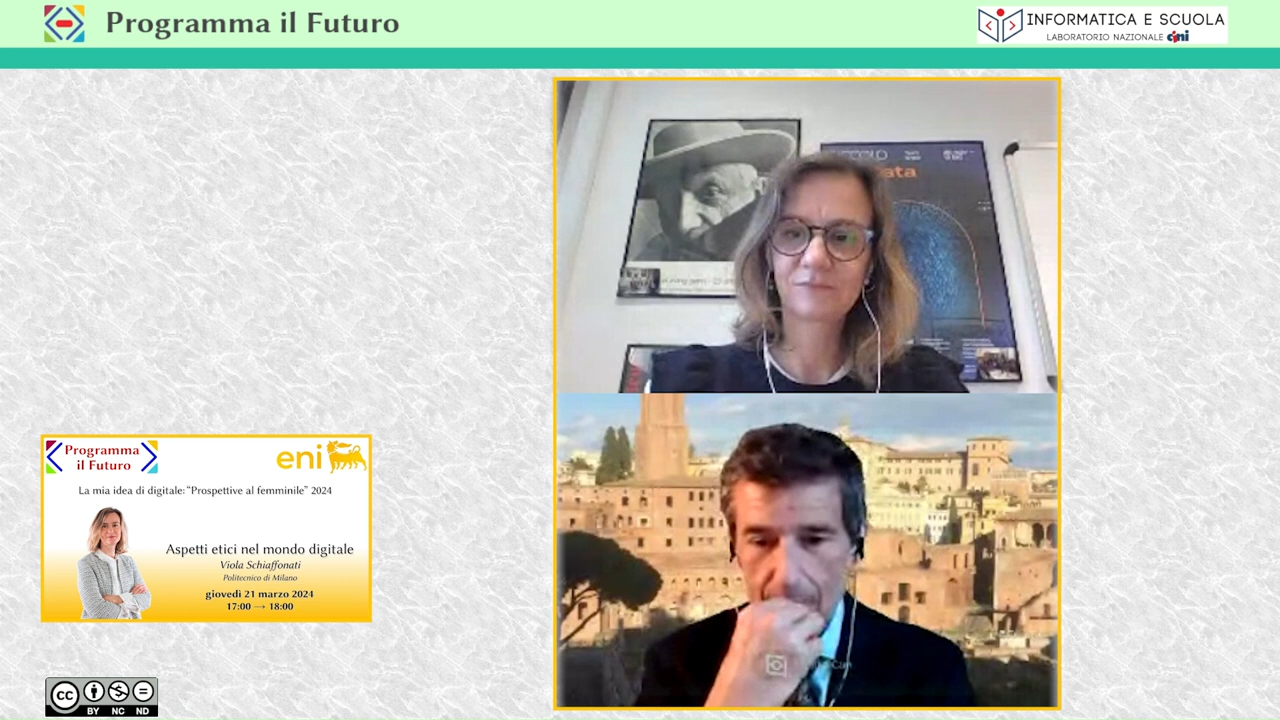 Programma il Futuro
INFORMATICA E SCUOLA
LABORATORIO NAZIONALE cini
Programma
il Futuro
eni
La mia idea di digitale: "Prospettive al femminile" 2024
Aspetti etici nel mondo digitale
Viola Schiaffonati
Politecnico di Milano
giovedì 21 marzo 2024
17:00 → 18:00
cc
BY NC ND